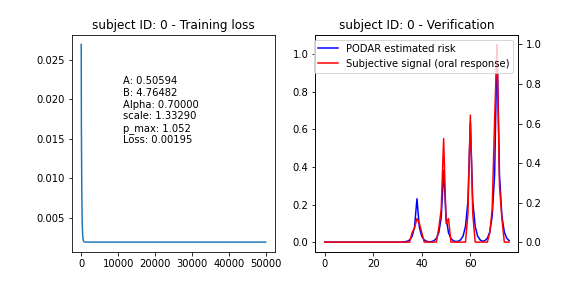 subject ID: 0 - Training loss
0.025
0.020
0.015
0.010
0.005
A: 0.50594
B: 4.76482
Alpha: 0.70000
scale: 1.33290
p_max: 1.052
Loss: 0.00195
0 10000 20000 30000 40000 50000
subject ID: 0 - Verification
PODAR estimated risk
Subjective signal (oral response)
1.0
0.8
0.6
0.4
0.2
0.0
1.0
0.8
0.6
0.4
0.2
0.0
0 20 40 60 80